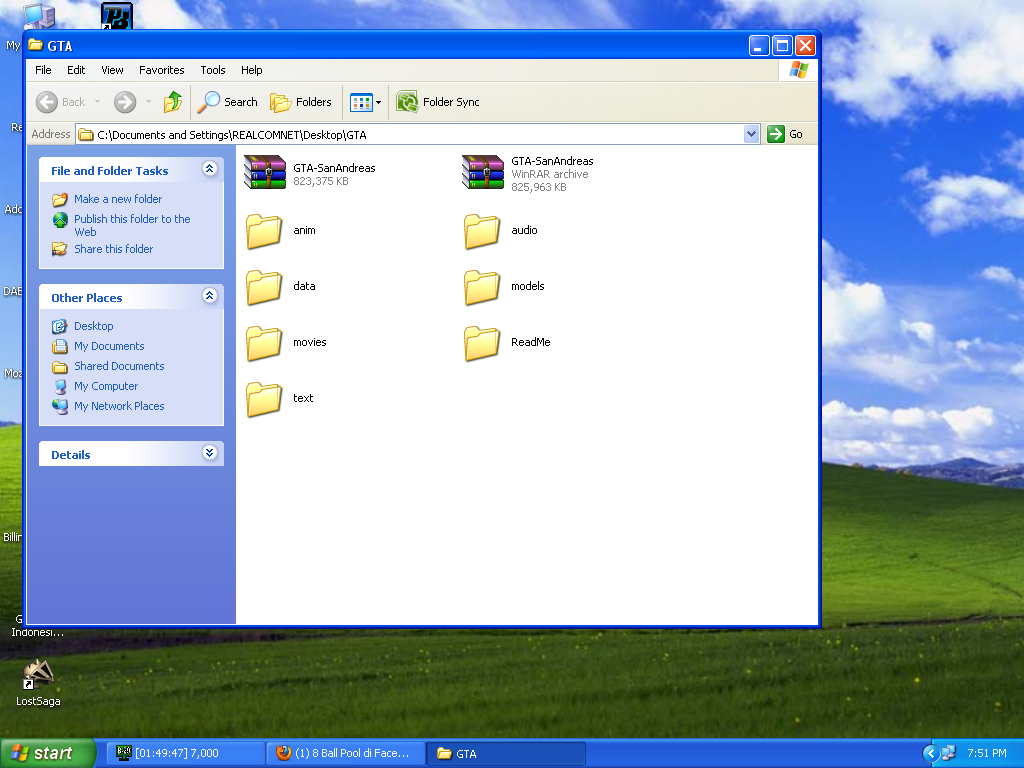 My
GTA
File Edit View Favorites Tools Help
Back Search Folders Folder Sync
Address C:\Documents and Settings\REALCOMNET\Desktop\GTA Go
File and Folder Tasks
Make a new folder
Publish this folder to the
Web
Share this folder
Other Places
Desktop
My Documents
Shared Documents
My Computer
My Network Places
Details
GTA-SanAndreas
823,375 KB
GTA-SanAndreas
WinRAR archive
825,963 KB
anim
audio
data
models
movies
ReadMe
text
Re
Ado
DAE
Moz
Billin
G
Indonesi...
LostSaga
start
[01:49:47] 7,000
(1) 8 Ball Pool di Face...
GTA
7:51 PM